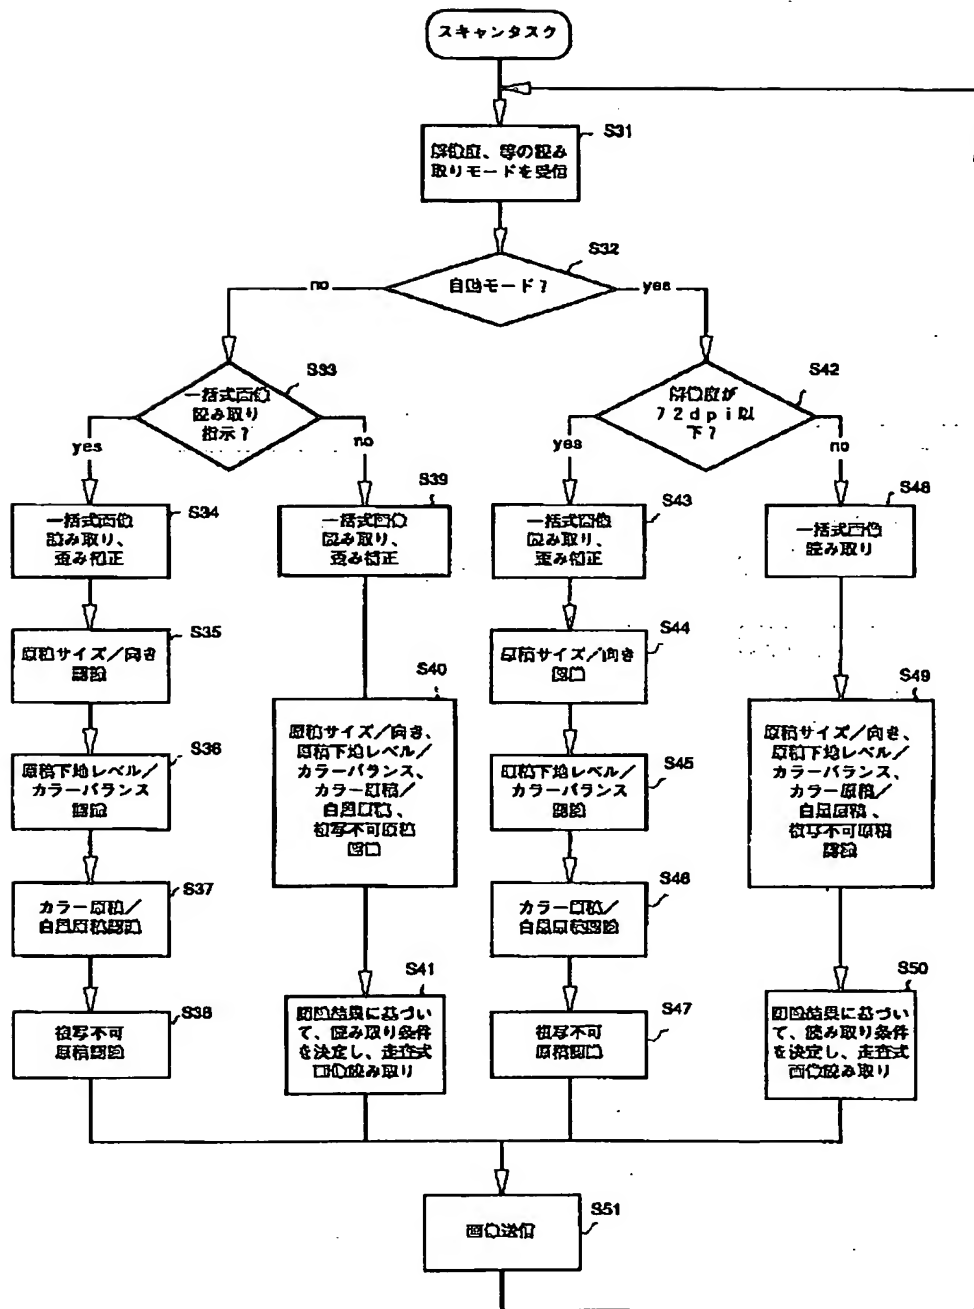 スキャンタスク
S31
解像度、等の読み
取りモードを受信
S32
自動モード?
no
yes
S33
一括式画像
読み取り
指示?
yes
no
S42
解像度が
72dpi以
下?
yes
no
S34
一括式画像
読み取り、
歪み補正
S39
一括式画像
読み取り、
歪み補正
S43
一括式画像
読み取り、
歪み補正
S48
一括式画像
読み取り
S35
原稿サイズ/向き
認識
S44
原稿サイズ/向き
認識
S40
原稿サイズ/向き、
原稿下地レベル/
カラーバランス、
カラー原稿/
白黒原稿、
複写不可原稿
認識
S49
原稿サイズ/向き、
原稿下地レベル/
カラーバランス、
カラー原稿/
白黒原稿、
複写不可原稿
認識
S36
原稿下地レベル/
カラーバランス
認識
S45
原稿下地レベル/
カラーバランス
認識
S37
カラー原稿/
白黒原稿認識
S46
カラー原稿/
白黒原稿認識
S38
複写不可
原稿認識
S41
認識結果に基づい
て、読み取り条件
を決定し、走査式
画像読み取り
S47
複写不可
原稿認識
S50
認識結果に基づい
て、読み取り条件
を決定し、走査式
画像読み取り
S51
画像送信